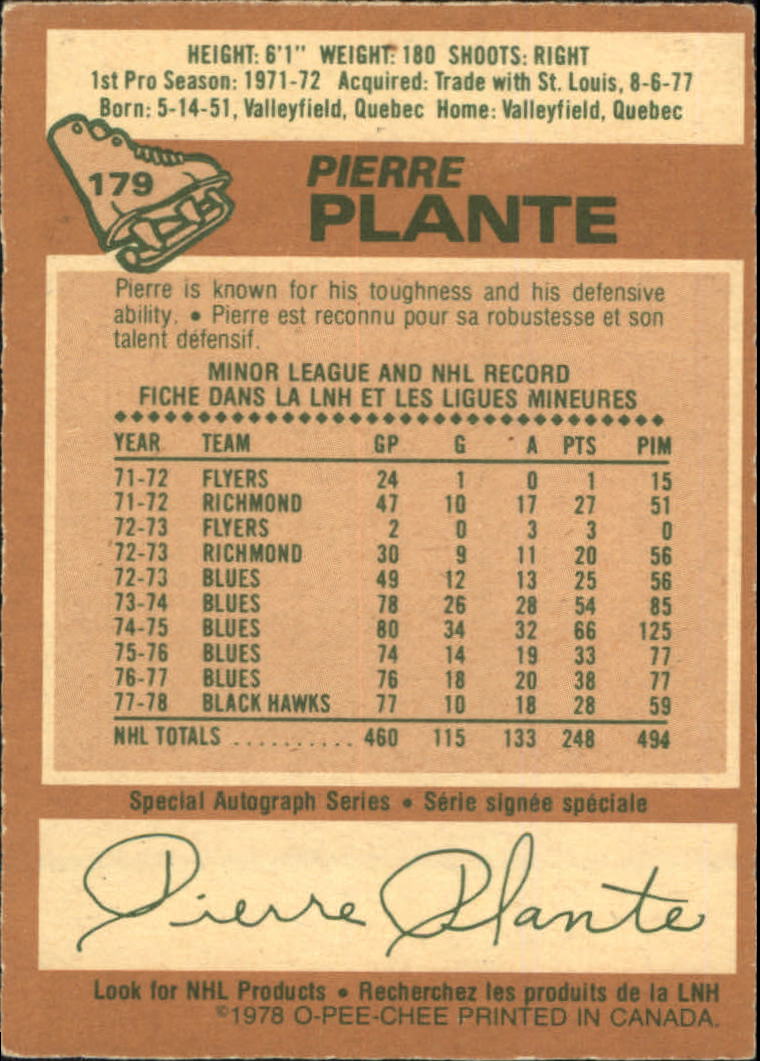 HEIGHT: 6'1" WEIGHT: 180 SHOOTS: RIGHT
1st Pro Season: 1971-72 Acquired: Trade with St. Louis, 8-6-77
Born: 5-14-51, Valleyfield, Quebec Home: Valleyfield, Quebec
179
PIERRE
PLANTE
Pierre is known for his toughness and his defensive
ability. • Pierre est reconnu pour sa robustesse et son
talent défensif.
MINOR LEAGUE AND NHL RECORD
FICHE DANS LA LNH ET LES LIGUES MINEURES
YEAR TEAM GP G A PTS PIM
71-72 FLYERS 24 1 0 1 15
71-72 RICHMOND 47 10 17 27 51
72-73 FLYERS 2 0 3 3 0
72-73 RICHMOND 30 9 11 20 56
72-73 BLUES 49 12 13 25 56
73-74 BLUES 78 26 28 54 85
74-75 BLUES 80 34 32 66 125
75-76 BLUES 74 14 19 33 77
76-77 BLUES 76 18 20 38 77
77-78 BLACK HAWKS 77 10 18 28 59
NHL TOTALS .......... 460 115 133 248 494
Special Autograph Series • Série signée spéciale
Pierre Plante
Look for NHL Products • Recherchez les produits de la LNH
©1978 O-PEE-CHEE PRINTED IN CANADA.